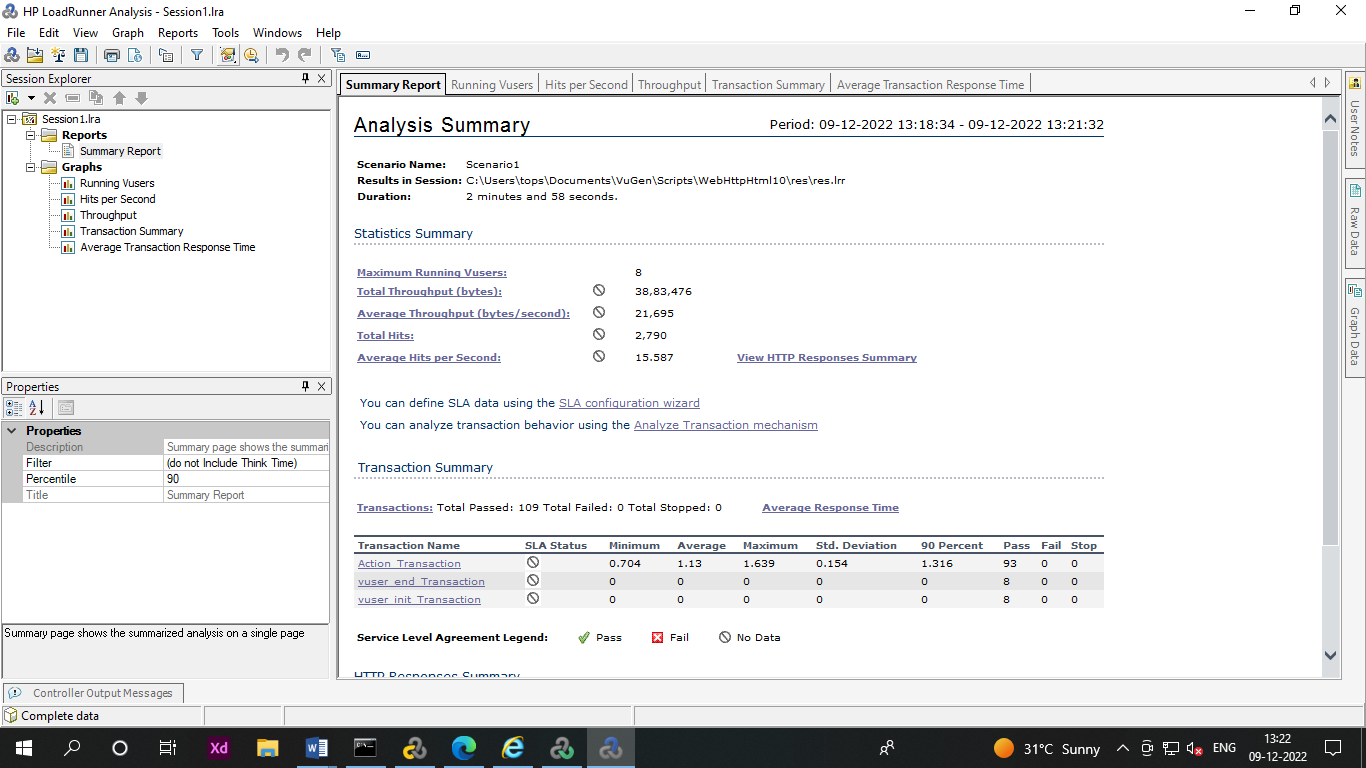 HP LoadRunner Analysis - Session1.lra
File Edit View Graph Reports Tools Windows Help
Session Explorer
Session1.lra
Reports
Summary Report
Graphs
Running Vusers
Hits per Second
Throughput
Transaction Summary
Average Transaction Response Time
Properties
Properties
Description Summary page shows the summari
Filter (do not Include Think Time)
Percentile 90
Title Summary Report
Summary page shows the summarized analysis on a single page
Summary Report Running Vusers Hits per Second Throughput Transaction Summary Average Transaction Response Time
Analysis Summary Period: 09-12-2022 13:18:34 - 09-12-2022 13:21:32
Scenario Name: Scenario1
Results in Session: C:\Users\tops\Documents\VuGen\Scripts\WebHttpHtml10\res\res.lrr
Duration: 2 minutes and 58 seconds.
Statistics Summary
Maximum Running Vusers: 8
Total Throughput (bytes): 38,83,476
Average Throughput (bytes/second): 21,695
Total Hits: 2,790
Average Hits per Second: 15.587 View HTTP Responses Summary
You can define SLA data using the SLA configuration wizard
You can analyze transaction behavior using the Analyze Transaction mechanism
Transaction Summary
Transactions: Total Passed: 109 Total Failed: 0 Total Stopped: 0 Average Response Time
Transaction Name SLA Status Minimum Average Maximum Std. Deviation 90 Percent Pass Fail Stop
Action_Transaction 0.704 1.13 1.639 0.154 1.316 93 0 0
vuser_end_Transaction 0 0 0 0 0 8 0 0
vuser_init_Transaction 0 0 0 0 0 8 0 0
Service Level Agreement Legend: Pass Fail No Data
HTTP Responses Summary
User Notes
Raw Data
Graph Data
Controller Output Messages
Complete data
Xd
31°C Sunny
ENG
13:22
09-12-2022